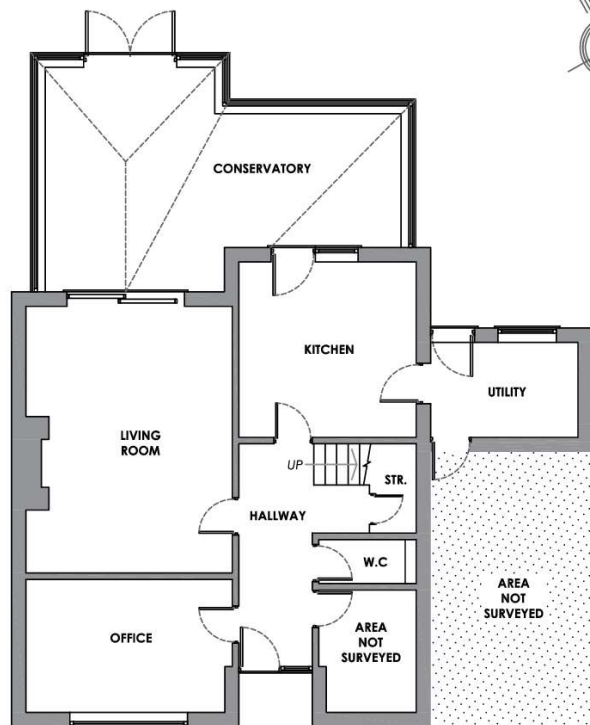 CONSERVATORY
KITCHEN
UTILITY
LIVING
ROOM
UP
STR.
HALLWAY
W.C
OFFICE
AREA
NOT
SURVEYED
AREA
NOT
SURVEYED